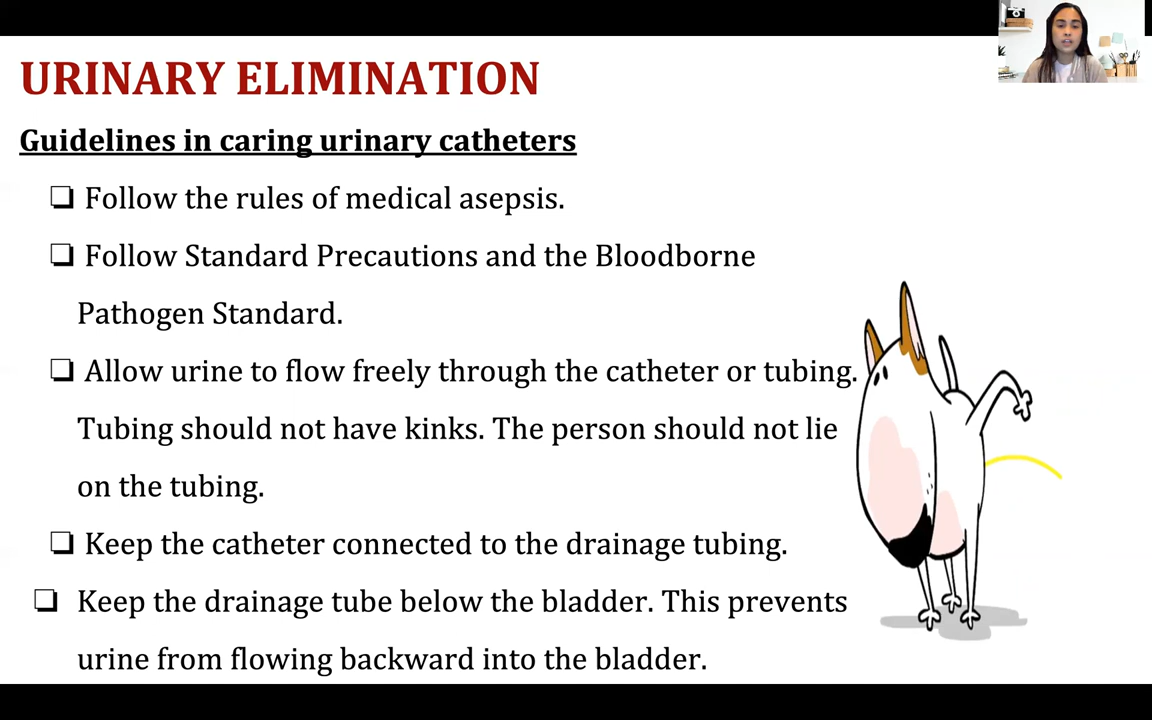 URINARY ELIMINATION
Guidelines in caring urinary catheters
❏ Follow the rules of medical asepsis.
❏ Follow Standard Precautions and the Bloodborne
Pathogen Standard.
❏ Allow urine to flow freely through the catheter or tubing.
Tubing should not have kinks. The person should not lie
on the tubing.
❏ Keep the catheter connected to the drainage tubing.
❏ Keep the drainage tube below the bladder. This prevents
urine from flowing backward into the bladder.